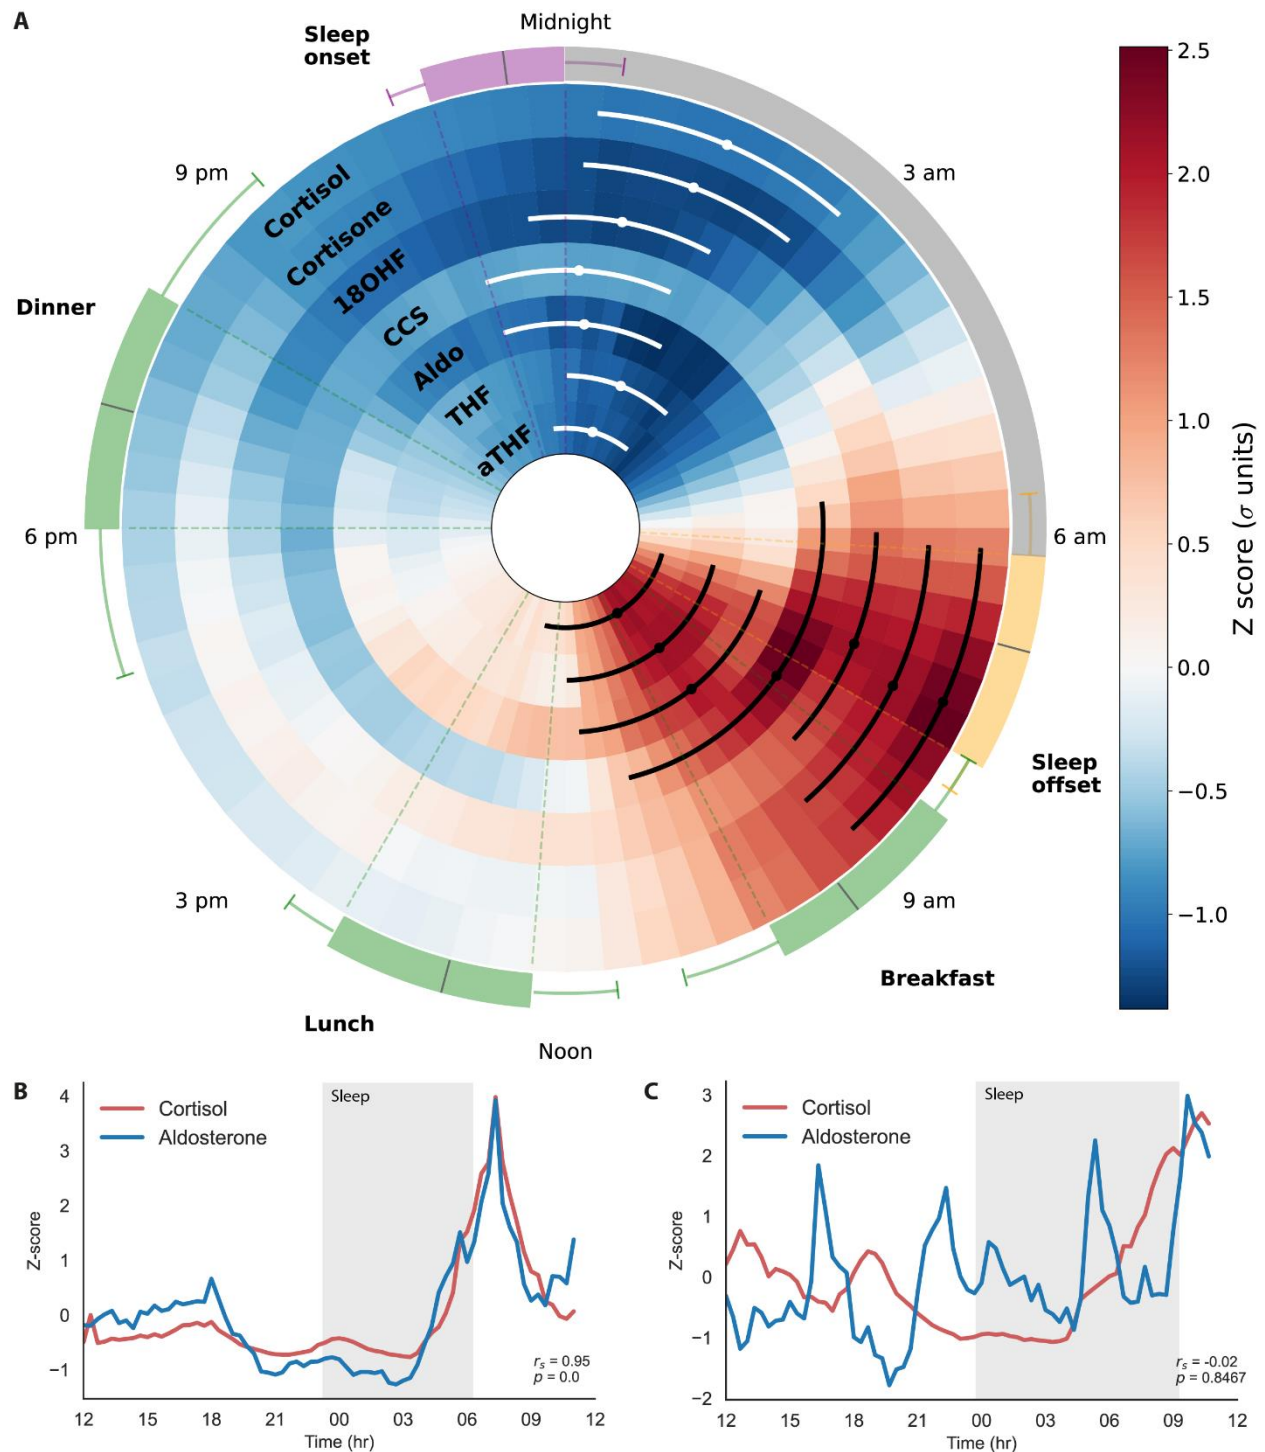 A
Midnight
Sleep
onset
9 pm
3 am
Cortisol
Cortisone
18OHF
CCS
Aldo
THF
aTHF
Dinner
6 pm
6 am
Sleep
offset
3 pm
9 am
Breakfast
Lunch
Noon
2.5
2.0
1.5
1.0
0.5
0.0
−0.5
−1.0
Z score (σ units)
B
Cortisol
Aldosterone
Sleep
4
3
2
1
0
−1
Z-score
r_s = 0.95
p = 0.0
12 15 18 21 00 03 06 09 12
Time (hr)
C
Cortisol
Aldosterone
Sleep
3
2
1
0
−1
−2
Z-score
r_s = -0.02
p = 0.8467
12 15 18 21 00 03 06 09 12
Time (hr)